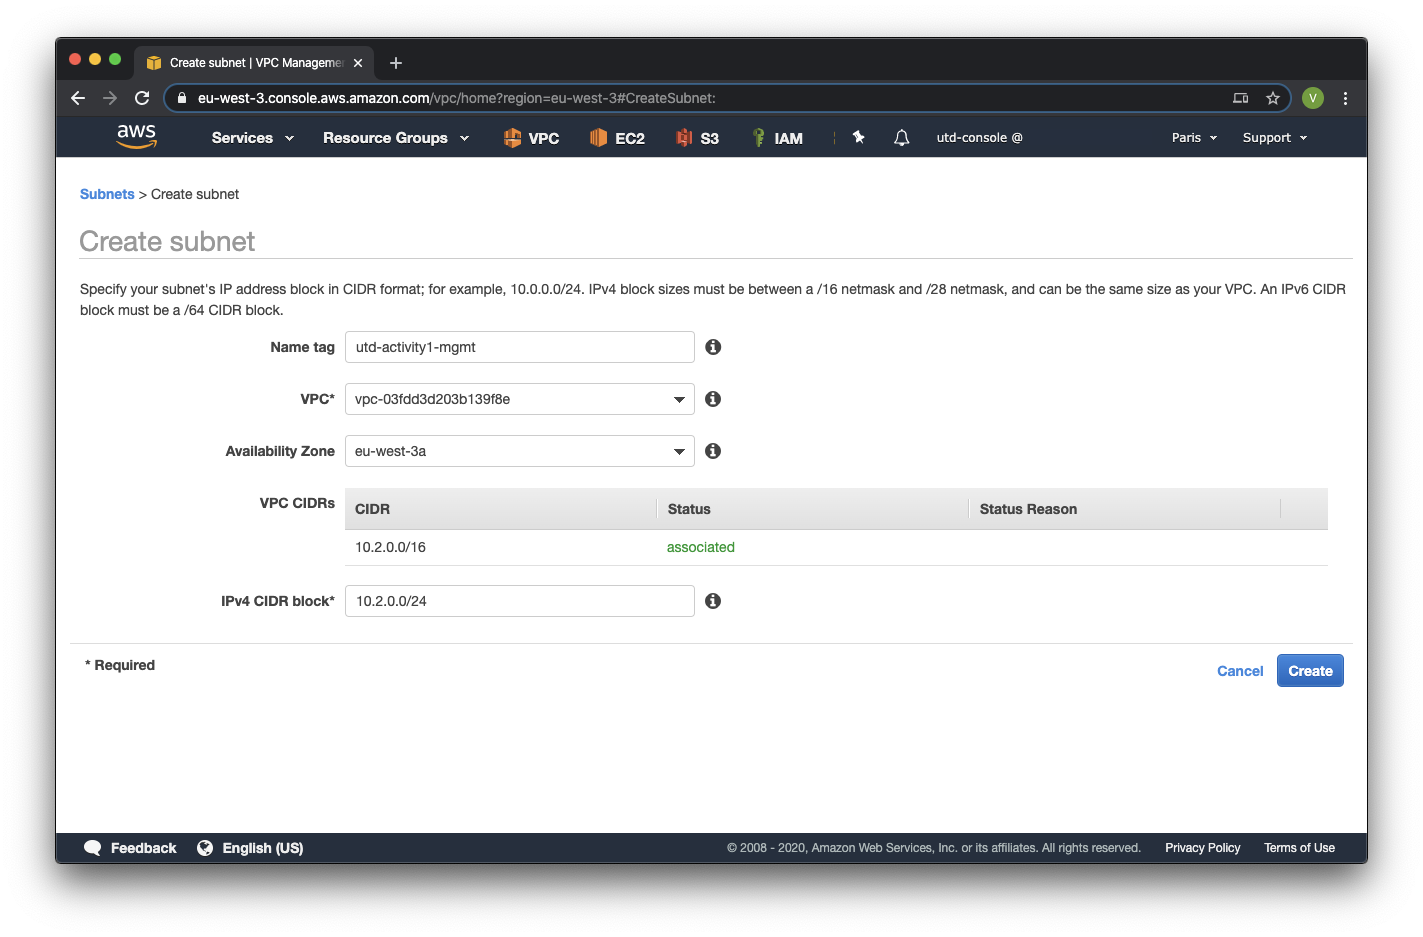 Create subnet | VPC Manageme
eu-west-3.console.aws.amazon.com/vpc/home?region=eu-west-3#CreateSubnet:
V
aws Services Resource Groups VPC EC2 S3 IAM utd-console @ Paris Support
Subnets > Create subnet
Create subnet
Specify your subnet's IP address block in CIDR format; for example, 10.0.0.0/24. IPv4 block sizes must be between a /16 netmask and /28 netmask, and can be the same size as your VPC. An IPv6 CIDR
block must be a /64 CIDR block.
Name tag utd-activity1-mgmt
VPC* vpc-03fdd3d203b139f8e
Availability Zone eu-west-3a
VPC CIDRs CIDR Status Status Reason
10.2.0.0/16 associated
IPv4 CIDR block* 10.2.0.0/24
* Required
Cancel Create
Feedback English (US) © 2008 - 2020, Amazon Web Services, Inc. or its affiliates. All rights reserved. Privacy Policy Terms of Use